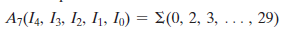 A₇(I₄, I₃, I₂, I₁, I₀) = Σ(0, 2, 3, . . . , 29)